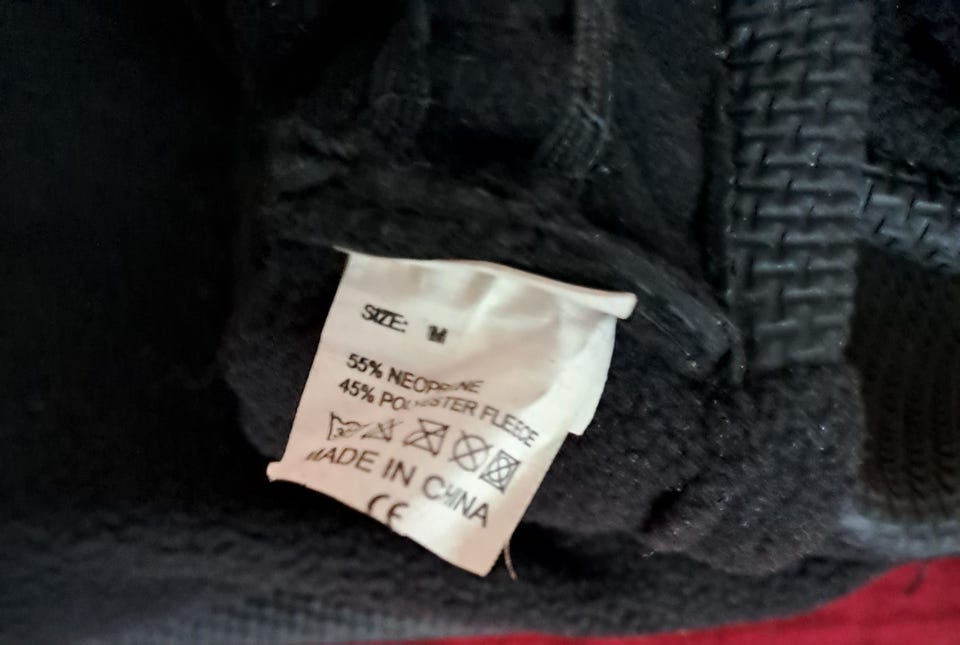 SIZE: M
55% NEOPRENE
45% POLYESTER FLEECE
MADE IN CHINA
CE